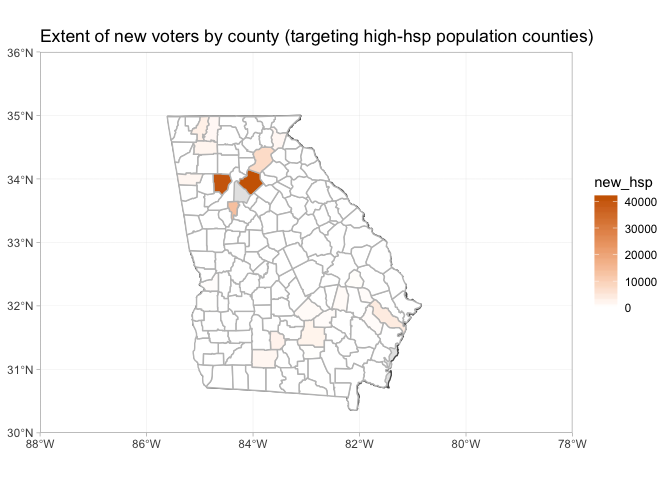 Extent of new voters by county (targeting high-hsp population counties)
36°N
35°N
34°N
33°N
32°N
31°N
30°N
88°W
86°W
84°W
82°W
80°W
78°W
new_hsp
40000
30000
20000
10000
0